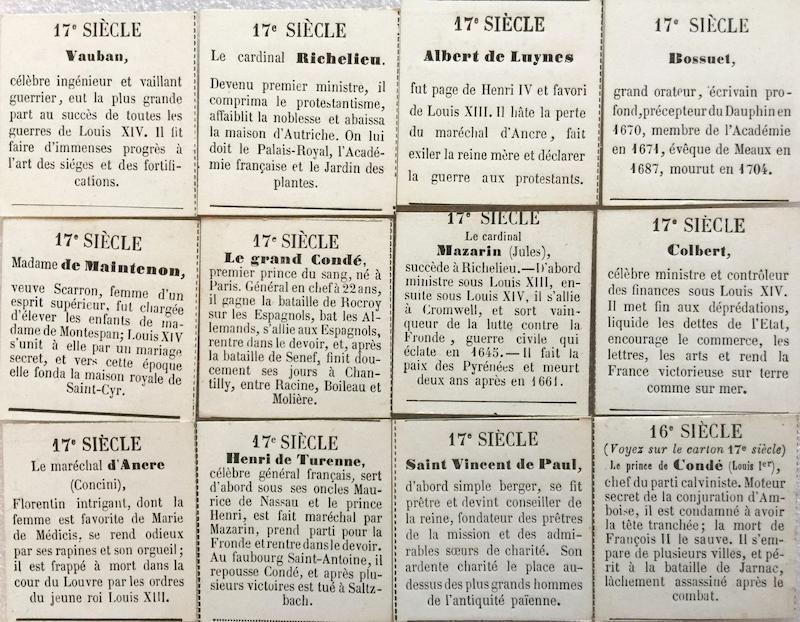 17e SIÈCLE
Vauban,
célèbre ingénieur et vaillant
guerrier, eut la plus grande
part au succès de toutes les
guerres de Louis XIV. Il fit
faire d'immenses progrès à
l'art des siéges et des fortifi-
cations.
17e SIÈCLE
Le cardinal Richelieu.
Devenu premier ministre, il
comprima le protestantisme,
affaiblit la noblesse et abaissa
la maison d'Autriche. On lui
doit le Palais-Royal, l'Acadé-
mie française et le Jardin des
plantes.
17e SIÈCLE
Albert de Luynes
fut page de Henri IV et favori
de Louis XIII. Il hâte la perte
du maréchal d'Ancre, fait
exiler la reine mère et déclarer
la guerre aux protestants.
17e SIÈCLE
Bossuet,
grand orateur, écrivain pro-
fond, précepteur du Dauphin en
1670, membre de l'Académie
en 1671, évêque de Meaux en
1687, mourut en 1704.
17e SIÈCLE
Madame de Maintenon,
veuve Scarron, femme d'un
esprit supérieur, fut chargée
d'élever les enfants de ma-
dame de Montespan; Louis XIV
s'unit à elle par un mariage
secret, et vers cette époque
elle fonda la maison royale de
Saint-Cyr.
17e SIÈCLE
Le grand Condé,
premier prince du sang, né à
Paris. Général en chef à 22 ans,
il gagne la bataille de Rocroy
sur les Espagnols, bat les Al-
lemands, s'allie aux Espagnols,
rentre dans le devoir, et, après
la bataille de Senef, finit dou-
cement ses jours à Chan-
tilly, entre Racine, Boileau et
Molière.
17e SIÈCLE
Le cardinal
Mazarin (Jules),
succède à Richelieu.—D'abord
ministre sous Louis XIII, en-
suite sous Louis XIV, il s'allie
à Cromwell, et sort vain-
queur de la lutte contre la
Fronde, guerre civile qui
éclate en 1645.—Il fait la
paix des Pyrénées et meurt
deux ans après en 1661.
17e SIÈCLE
Colbert,
célèbre ministre et contrôleur
des finances sous Louis XIV.
Il met fin aux déprédations,
liquide les dettes de l'Etat,
encourage le commerce, les
lettres, les arts et rend la
France victorieuse sur terre
comme sur mer.
17e SIÈCLE
Le maréchal d'Ancre
(Concini),
Florentin intrigant, dont la
femme est favorite de Marie
de Médicis, se rend odieux
par ses rapines et son orgueil;
il est frappé à mort dans la
cour du Louvre par les ordres
du jeune roi Louis XIII.
17e SIÈCLE
Henri de Turenne,
célèbre général français, sert
d'abord sous ses oncles Mau-
rice de Nassau et le prince
Henri, est fait maréchal par
Mazarin, prend parti pour la
Fronde et rentre dans le devoir.
Au faubourg Saint-Antoine, il
repousse Condé, et après plu-
sieurs victoires est tué à Saltz-
bach.
17e SIÈCLE
Saint Vincent de Paul,
d'abord simple berger, se fit
prêtre et devint conseiller de
la reine, fondateur des prêtres
de la mission et des admi-
rables sœurs de charité. Son
ardente charité le place au-
dessus des plus grands hommes
de l'antiquité païenne.
16e SIÈCLE
(Voyez sur le carton 17e siècle)
Le prince de Condé (Louis Ier),
chef du parti calviniste. Moteur
secret de la conjuration d'Am-
boise, il est condamné à avoir
la tête tranchée; la mort de
François II le sauve. Il s'em-
pare de plusieurs villes, et pé-
rit à la bataille de Jarnac,
lâchement assassiné après le
combat.